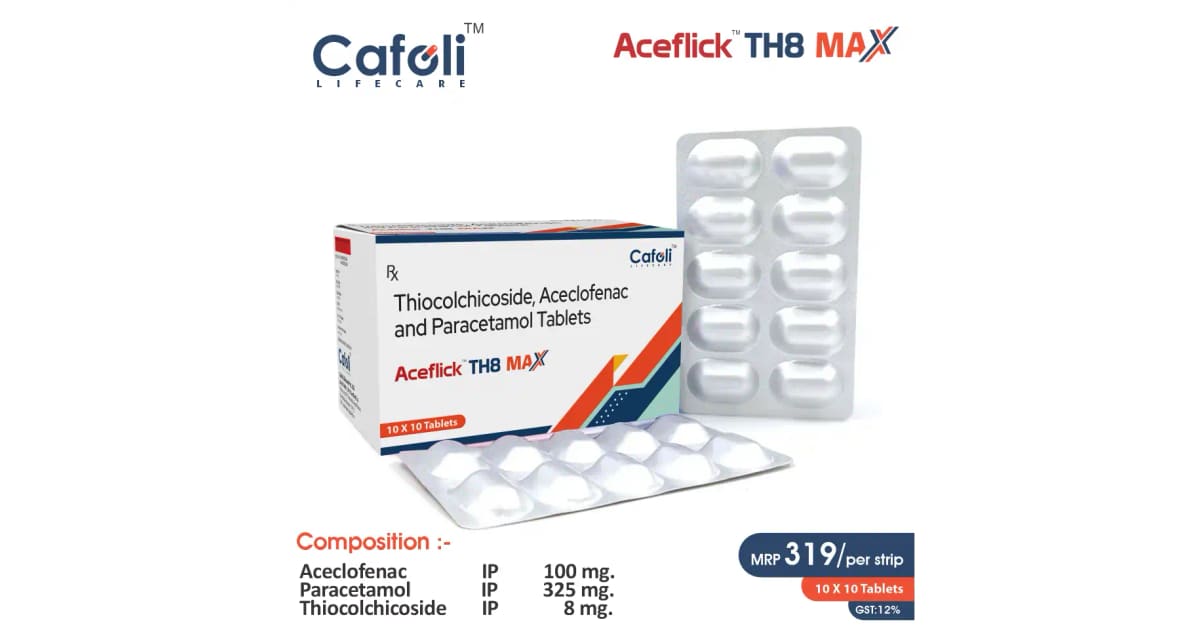 Cafoli™
LIFECARE
Aceflick™ TH8 MAX
Cafoli™
LIFECARE
Rx
Thiocolchicoside, Aceclofenac
and Paracetamol Tablets
Aceflick™ TH8 MAX
10 X 10 Tablets
Cafoli
Composition :-
Aceclofenac IP 100 mg.
Paracetamol IP 325 mg.
Thiocolchicoside IP 8 mg.
MRP 319/per strip
10 X 10 Tablets
GST:12%